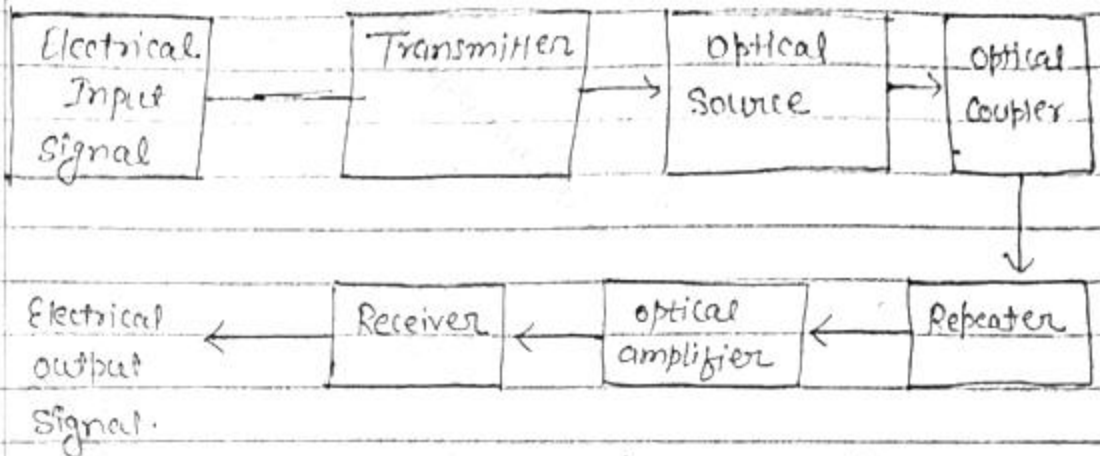 Electrical
Input
Signal
Transmitter
Optical
Source
Optical
Coupler
Repeater
optical
amplifier
Receiver
Electrical
output
Signal.